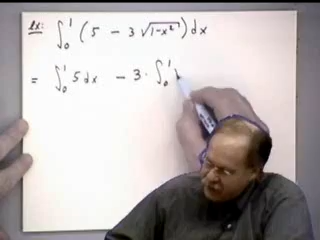 Ex: ∫₀¹ (5 − 3√(1−x²)) dx
= ∫₀¹ 5 dx − 3 · ∫₀¹